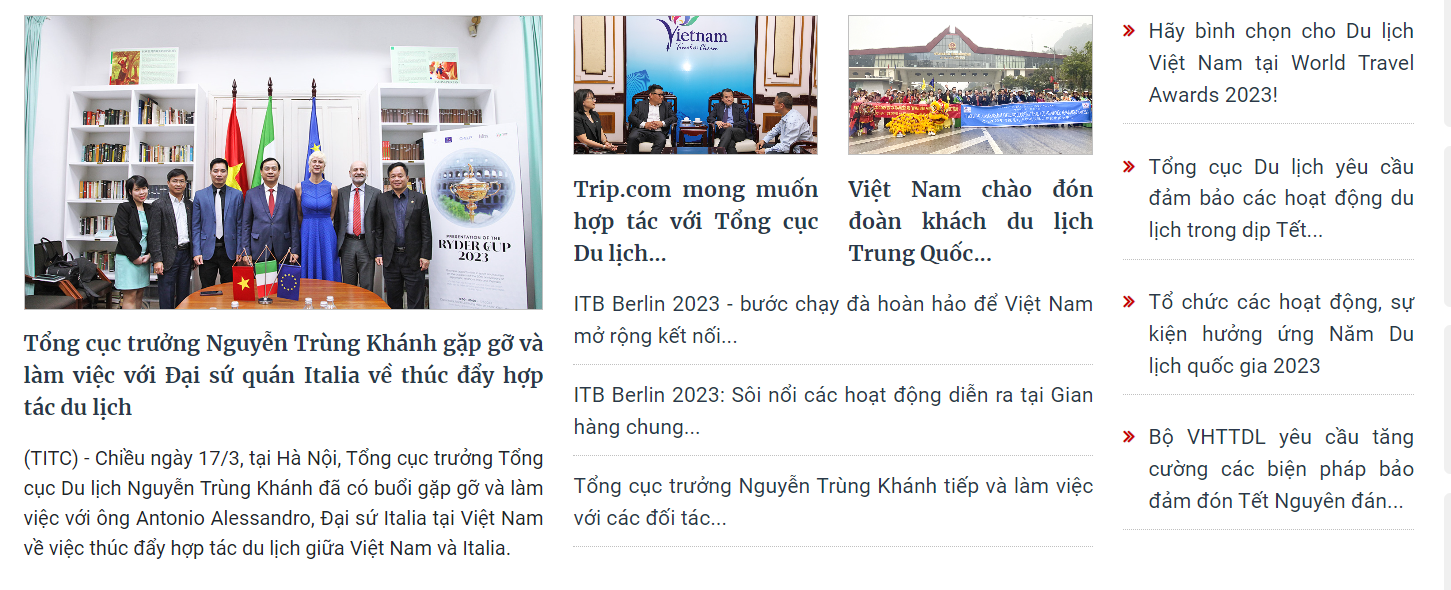 PRESENTATION OF THE
RYDER CUP
2023
Tổng cục trưởng Nguyễn Trùng Khánh gặp gỡ và
làm việc với Đại sứ quán Italia về thúc đẩy hợp
tác du lịch
(TITC) - Chiều ngày 17/3, tại Hà Nội, Tổng cục trưởng Tổng
cục Du lịch Nguyễn Trùng Khánh đã có buổi gặp gỡ và làm
việc với ông Antonio Alessandro, Đại sứ Italia tại Việt Nam
về việc thúc đẩy hợp tác du lịch giữa Việt Nam và Italia.
Vietnam
Trip.com mong muốn
hợp tác với Tổng cục
Du lịch...
Việt Nam chào đón
đoàn khách du lịch
Trung Quốc...
ITB Berlin 2023 - bước chạy đà hoàn hảo để Việt Nam
mở rộng kết nối...
ITB Berlin 2023: Sôi nổi các hoạt động diễn ra tại Gian
hàng chung...
Tổng cục trưởng Nguyễn Trùng Khánh tiếp và làm việc
với các đối tác...
Hãy bình chọn cho Du lịch
Việt Nam tại World Travel
Awards 2023!
Tổng cục Du lịch yêu cầu
đảm bảo các hoạt động du
lịch trong dịp Tết...
Tổ chức các hoạt động, sự
kiện hưởng ứng Năm Du
lịch quốc gia 2023
Bộ VHTTDL yêu cầu tăng
cường các biện pháp bảo
đảm đón Tết Nguyên đán...